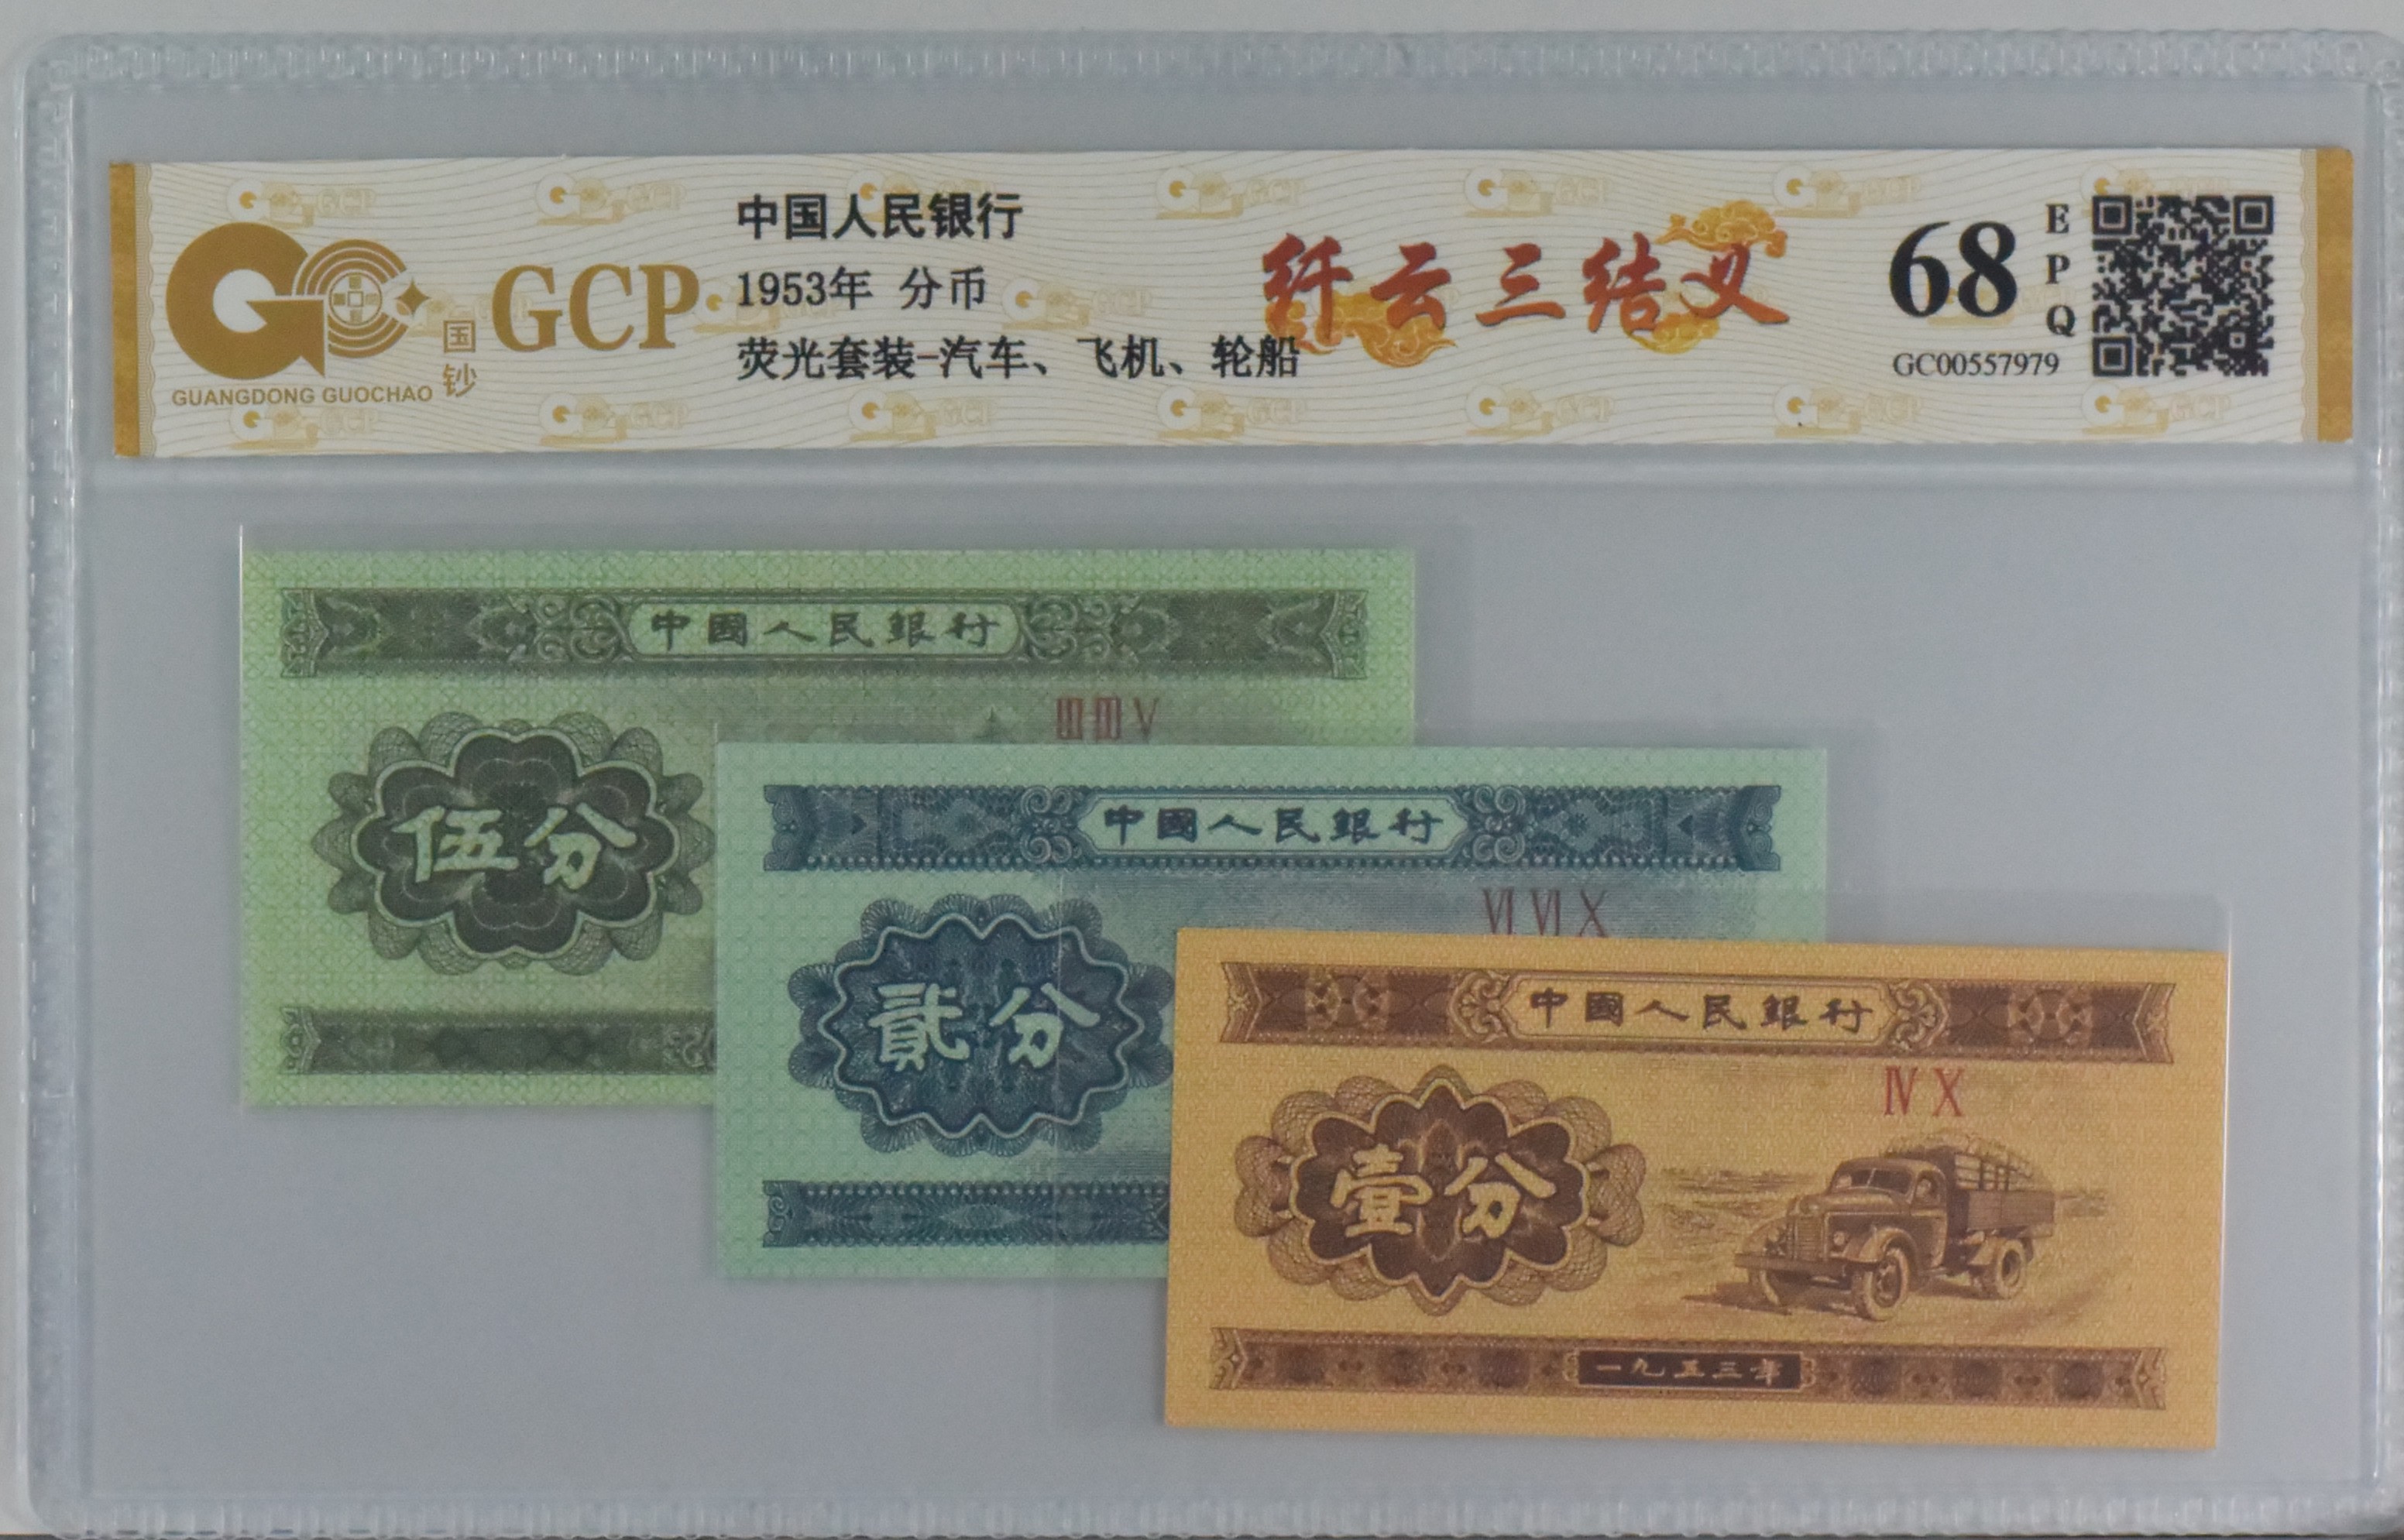 中国人民银行
1953年 分币
荧光套装-汽车、飞机、轮船
GCP
国钞
GUANGDONG GUOCHAO
纤云三结义
68
EPQ
GC00557979
中國人民銀行
ⅢⅢⅤ
伍分
中國人民銀行
ⅥⅥⅩ
貳分
中國人民銀行
ⅣⅩ
壹分
一九五三年